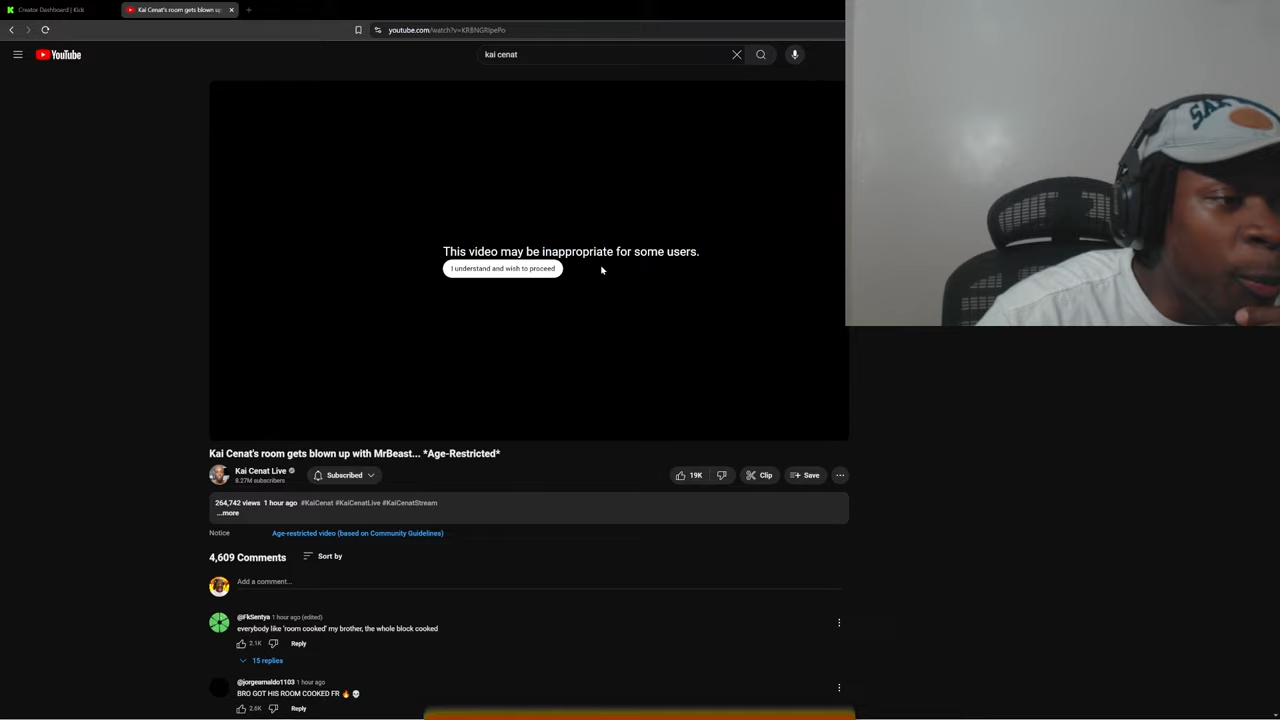 Creator Dashboard | Kick
Kai Cenat's room gets blown up
youtube.com/watch?v=KRBNGRIpePo
YouTube
kai cenat
This video may be inappropriate for some users.
I understand and wish to proceed
Kai Cenat's room gets blown up with MrBeast... *Age-Restricted*
Kai Cenat Live
8.27M subscribers
Subscribed
19K
Clip
Save
264,742 views 1 hour ago #KaiCenat #KaiCenatLive #KaiCenatStream
...more
Notice
Age-restricted video (based on Community Guidelines)
4,609 Comments
Sort by
Add a comment...
@FkSentya 1 hour ago (edited)
everybody like 'room cooked' my brother, the whole block cooked
2.1K
Reply
15 replies
@jorgearnaldo1103 1 hour ago
BRO GOT HIS ROOM COOKED FR 🔥 💀
2.6K
Reply